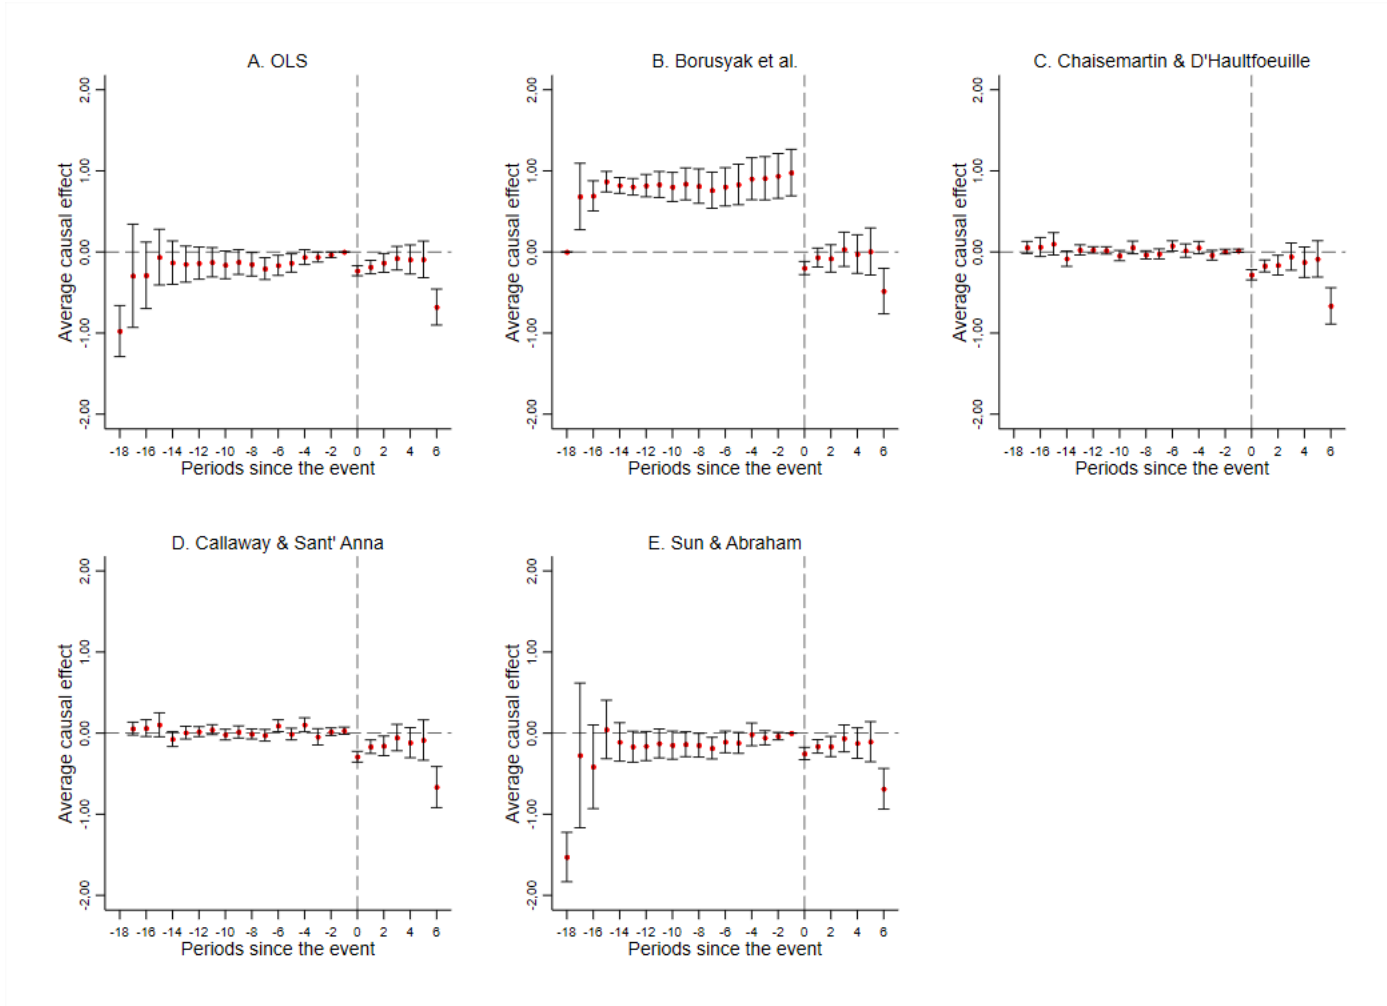 A. OLS
Average causal effect
2.00
1.00
0.00
-1.00
-2.00
-18 -16 -14 -12 -10 -8 -6 -4 -2 0 2 4 6
Periods since the event
B. Borusyak et al.
Average causal effect
2.00
1.00
0.00
-1.00
-2.00
-18 -16 -14 -12 -10 -8 -6 -4 -2 0 2 4 6
Periods since the event
C. Chaisemartin & D'Haultfoeuille
Average causal effect
2.00
1.00
0.00
-1.00
-2.00
-18 -16 -14 -12 -10 -8 -6 -4 -2 0 2 4 6
Periods since the event
D. Callaway & Sant' Anna
Average causal effect
2.00
1.00
0.00
-1.00
-2.00
-18 -16 -14 -12 -10 -8 -6 -4 -2 0 2 4 6
Periods since the event
E. Sun & Abraham
Average causal effect
2.00
1.00
0.00
-1.00
-2.00
-18 -16 -14 -12 -10 -8 -6 -4 -2 0 2 4 6
Periods since the event